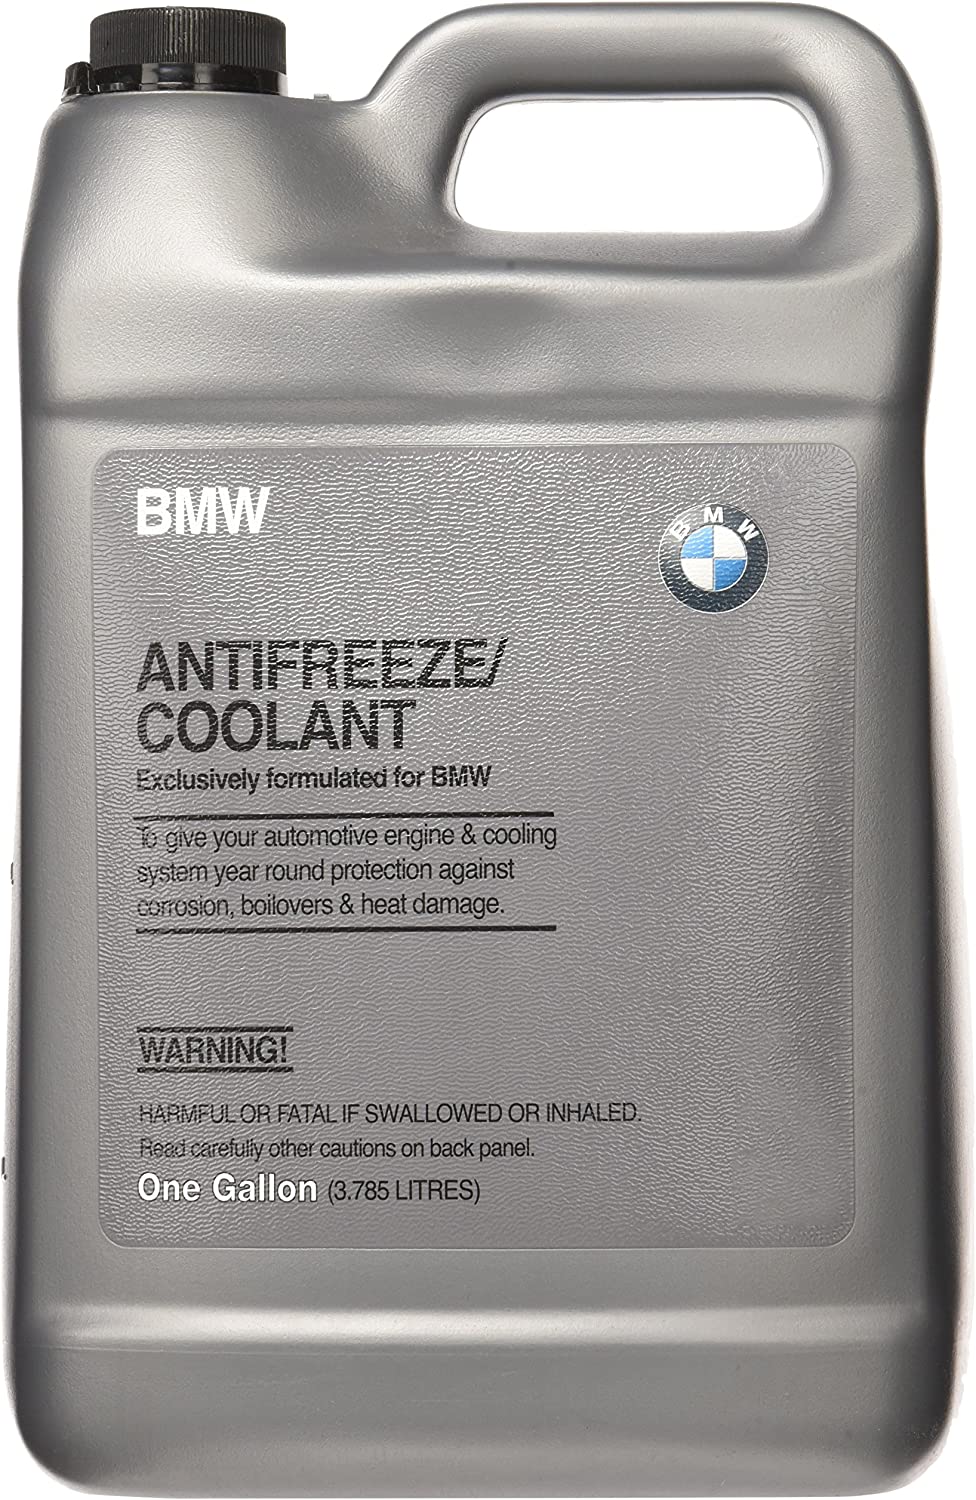 BMW
BMW
ANTIFREEZE/
COOLANT
Exclusively formulated for BMW
To give your automotive engine & cooling
system year round protection against
corrosion, boilovers & heat damage.
WARNING!
HARMFUL OR FATAL IF SWALLOWED OR INHALED.
Read carefully other cautions on back panel.
One Gallon (3.785 LITRES)